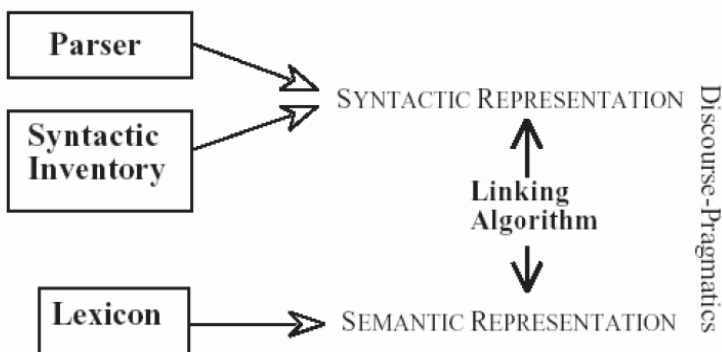 Parser
SYNTACTIC REPRESENTATION
Syntactic
Inventory
Linking
Algorithm
Lexicon
SEMANTIC REPRESENTATION
Discourse-Pragmatics